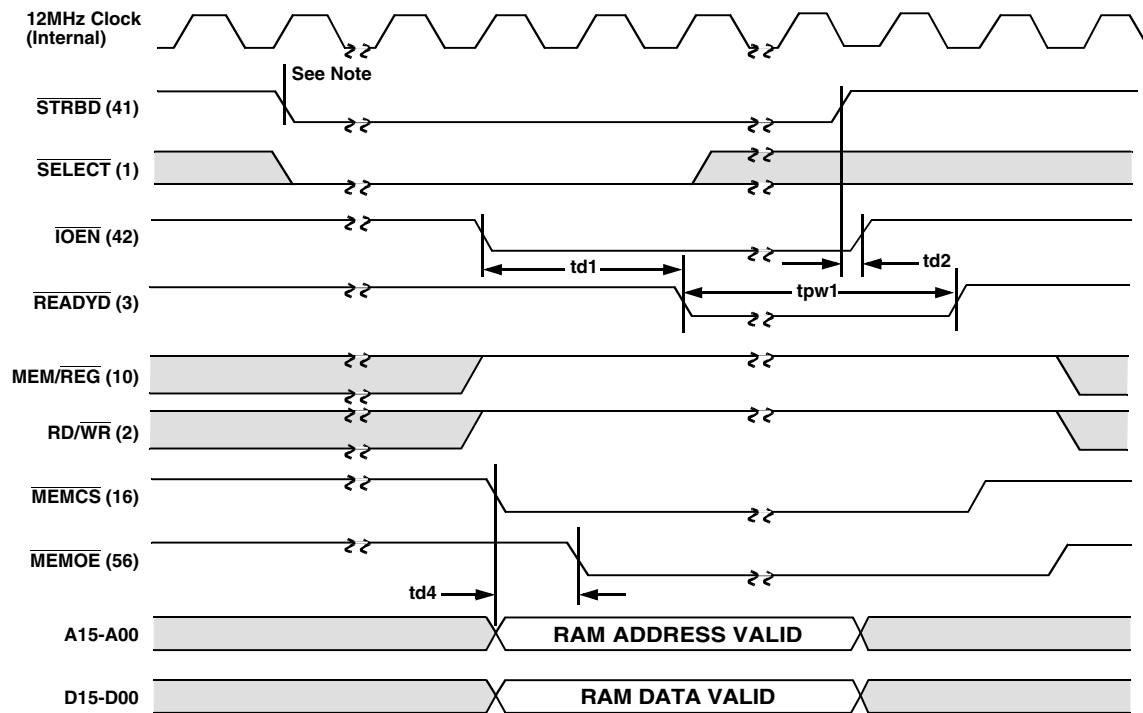 12MHz Clock
(Internal)
See Note
STRBD (41)
SELECT (1)
IOEN (42)
td1
td2
READYD (3)
tpw1
MEM/REG (10)
RD/WR (2)
MEMCS (16)
MEMOE (56)
td4
A15-A00
RAM ADDRESS VALID
D15-D00
RAM DATA VALID